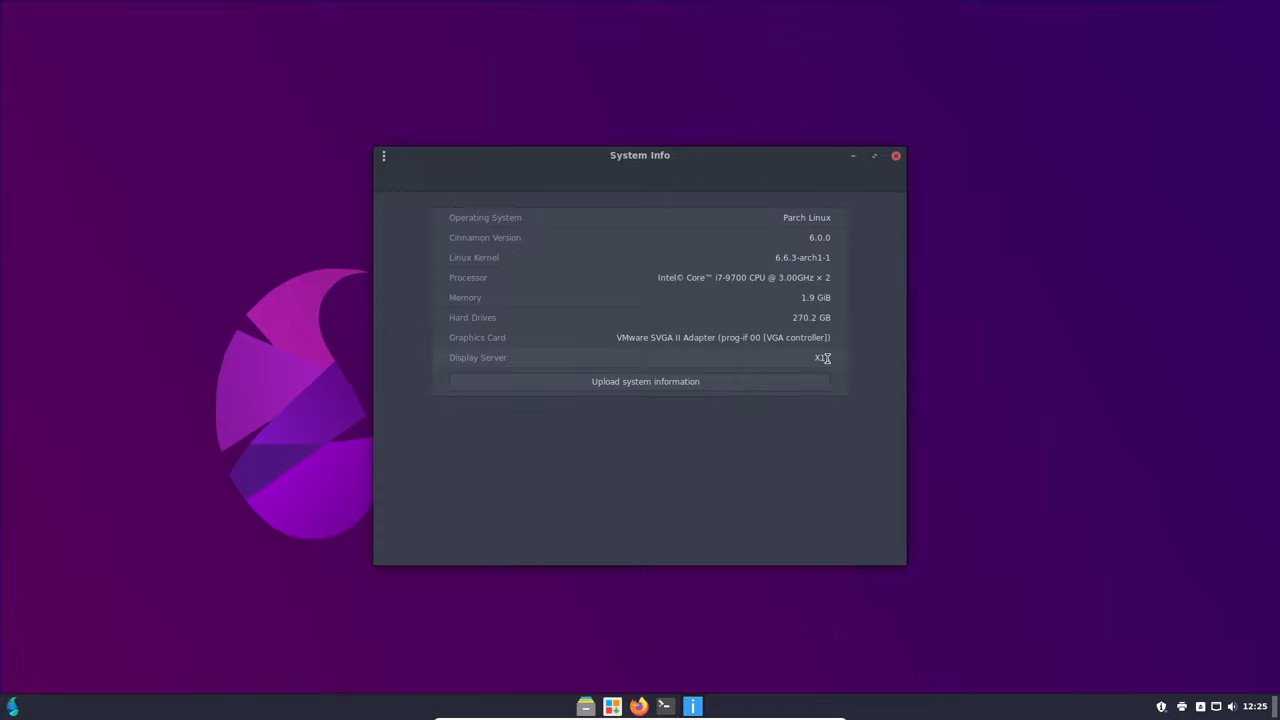 System Info
Operating System Parch Linux
Cinnamon Version 6.0.0
Linux Kernel 6.6.3-arch1-1
Processor Intel© Core™ i7-9700 CPU @ 3.00GHz × 2
Memory 1.9 GiB
Hard Drives 270.2 GB
Graphics Card VMware SVGA II Adapter (prog-if 00 [VGA controller])
Display Server X11
Upload system information
12:25